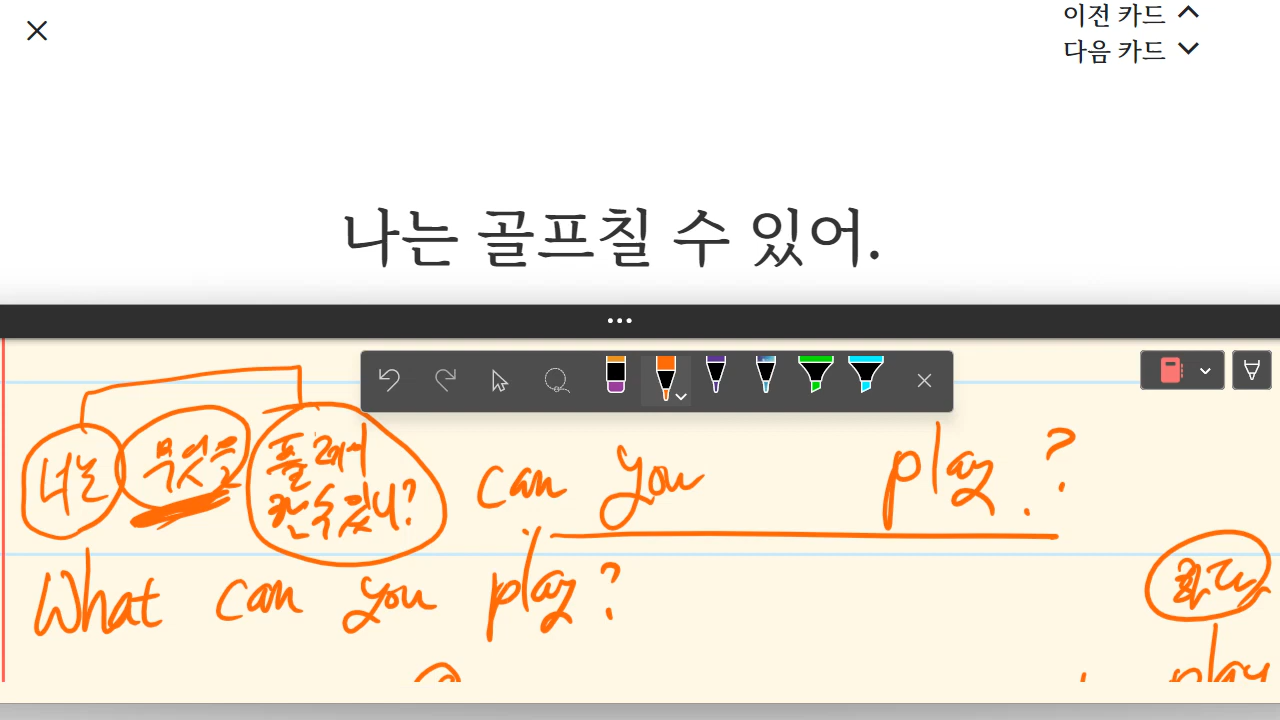 이전 카드
다음 카드
나는 골프칠 수 있어.
너는 무엇을 플레이 can you play?
할 수 있니?
What can you play?
play